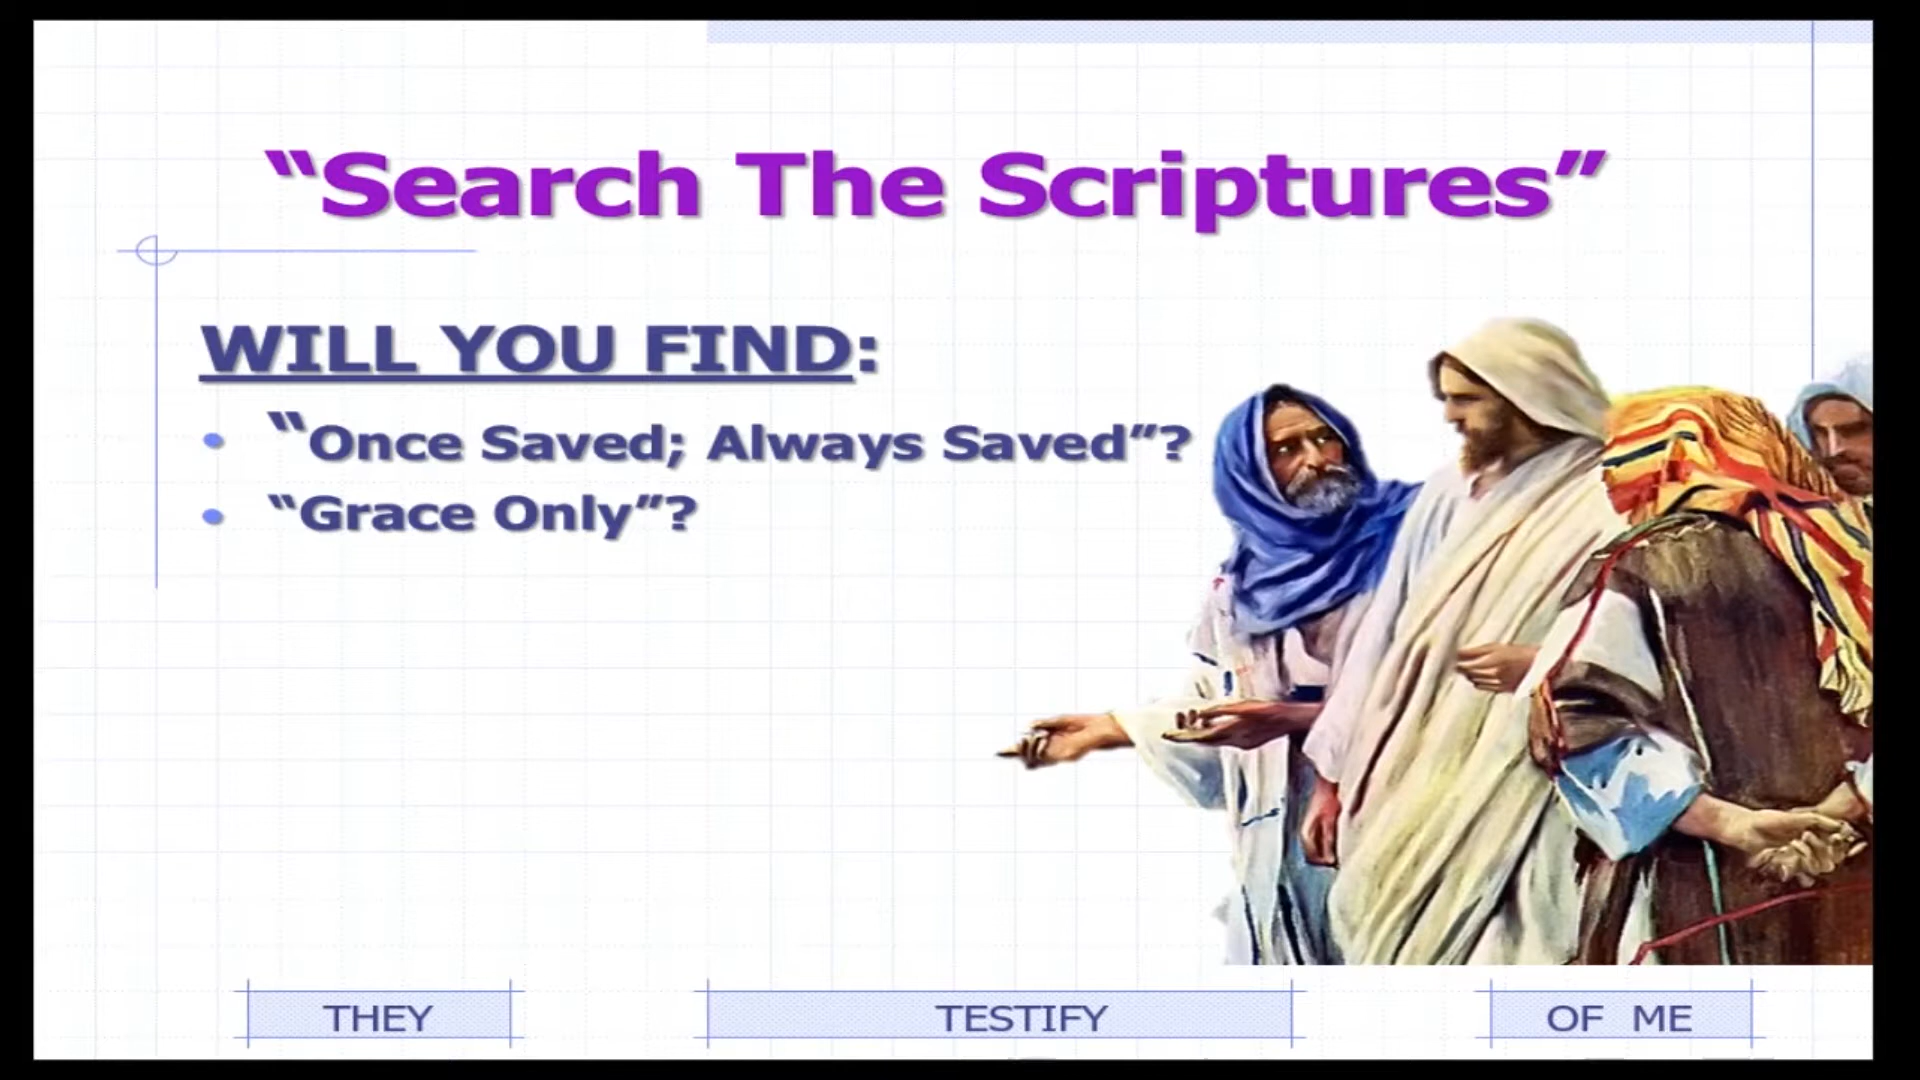 “Search The Scriptures”
WILL YOU FIND:
• “Once Saved; Always Saved”?
• “Grace Only”?
THEY TESTIFY OF ME